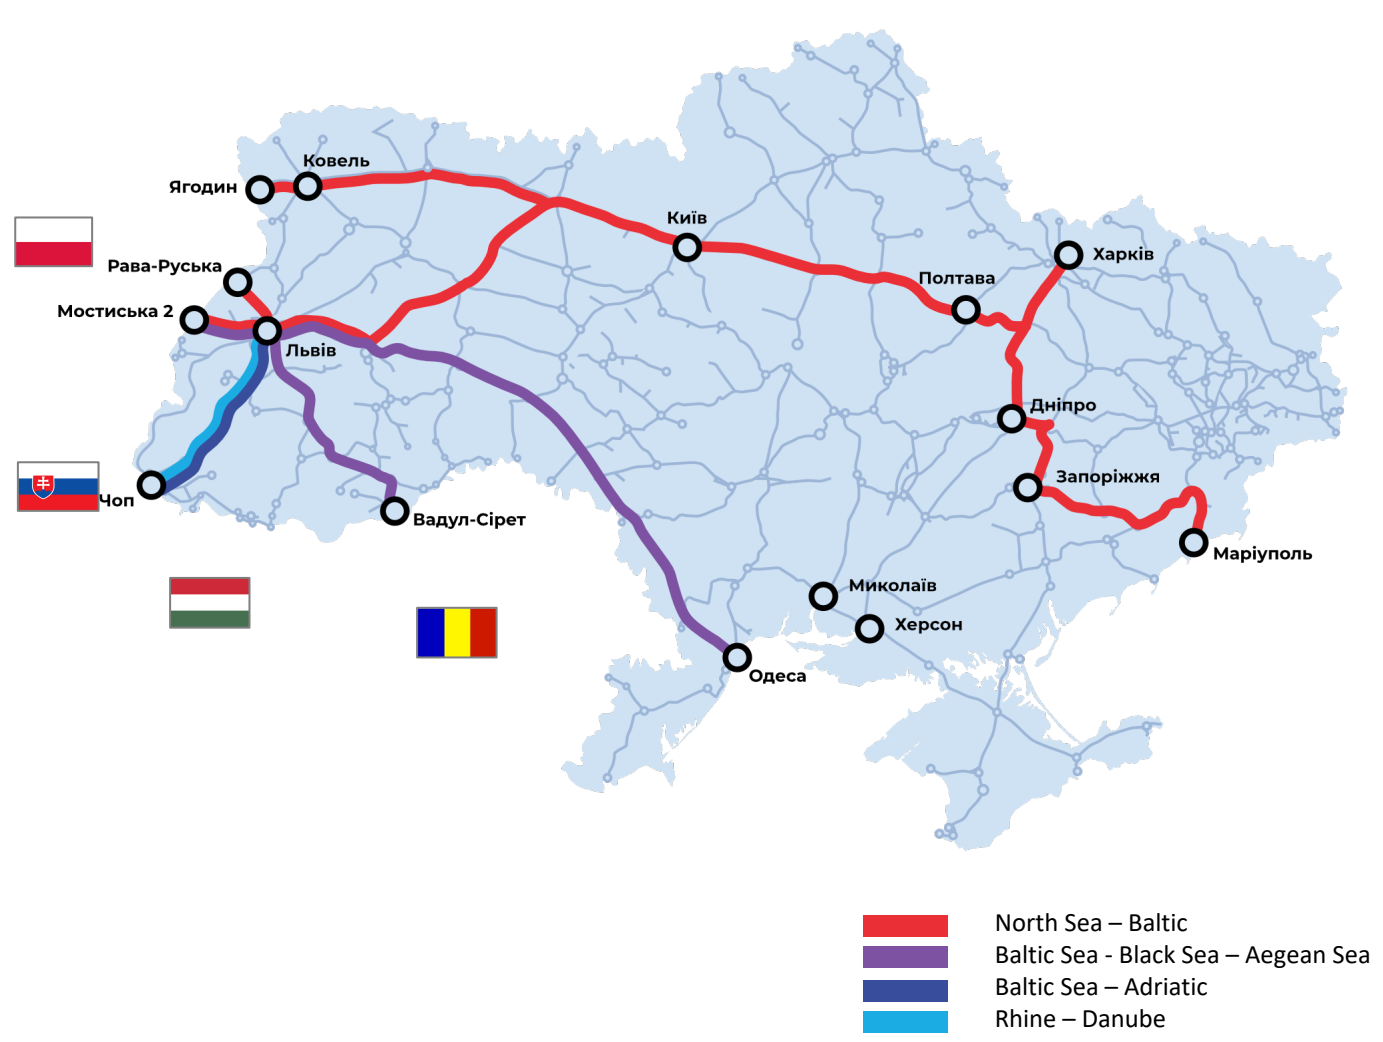 Ковель
Ягодин
Київ
Харків
Рава-Руська
Полтава
Мостиська 2
Львів
Дніпро
Запоріжжя
Чоп
Вадул-Сірет
Маріуполь
Миколаїв
Херсон
Одеса
North Sea – Baltic
Baltic Sea - Black Sea – Aegean Sea
Baltic Sea – Adriatic
Rhine – Danube